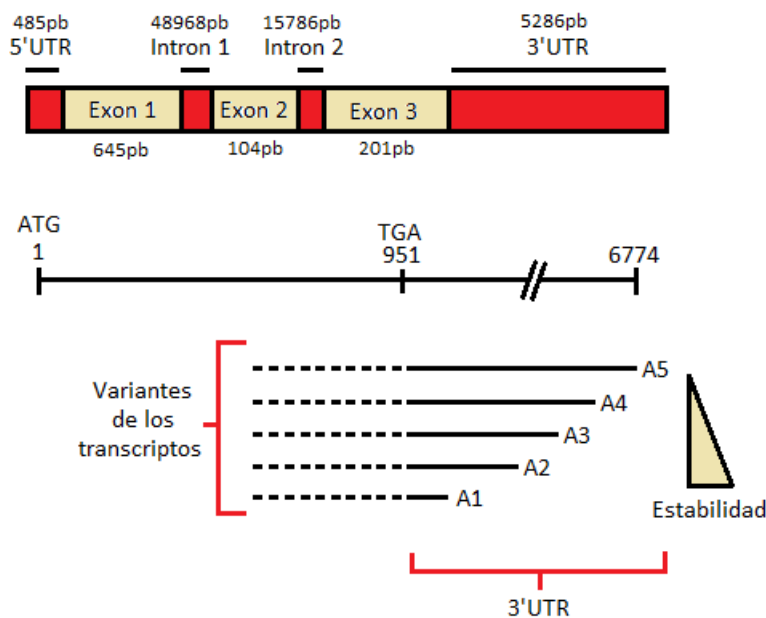 485pb 48968pb 15786pb 5286pb
5'UTR Intron 1 Intron 2 3'UTR
Exon 1 Exon 2 Exon 3
645pb 104pb 201pb
ATG TGA
1 951 6774
Variantes
de los
transcriptos
A5
A4
A3
A2
A1
Estabilidad
3'UTR